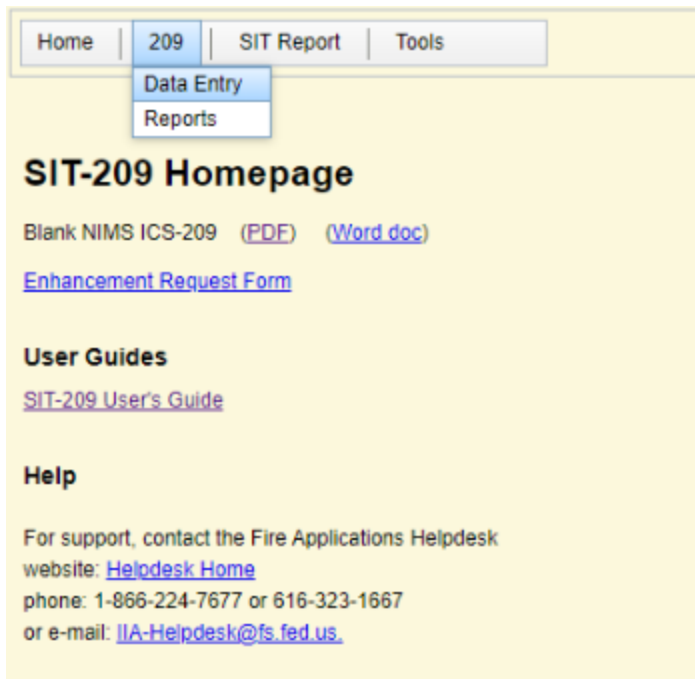 Home | 209 | SIT Report | Tools
Data Entry
Reports
SIT-209 Homepage
Blank NIMS ICS-209 (PDF) (Word doc)
Enhancement Request Form
User Guides
SIT-209 User's Guide
Help
For support, contact the Fire Applications Helpdesk
website: Helpdesk Home
phone: 1-866-224-7677 or 616-323-1667
or e-mail: IIA-Helpdesk@fs.fed.us.